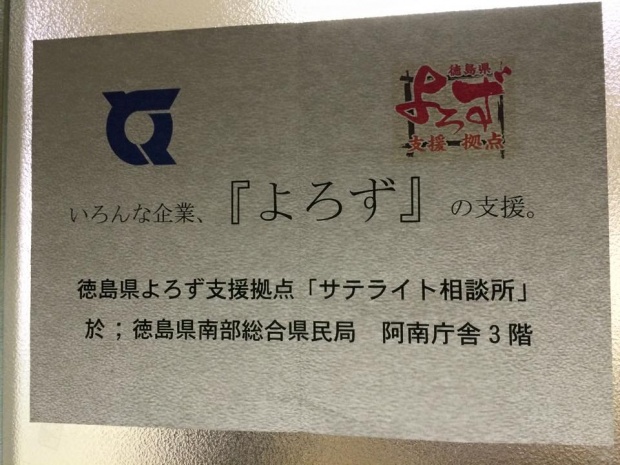 徳島県
よろず
支援拠点
いろんな企業、『よろず』の支援。
徳島県よろず支援拠点「サテライト相談所」
於；徳島県南部総合県民局　阿南庁舎3階